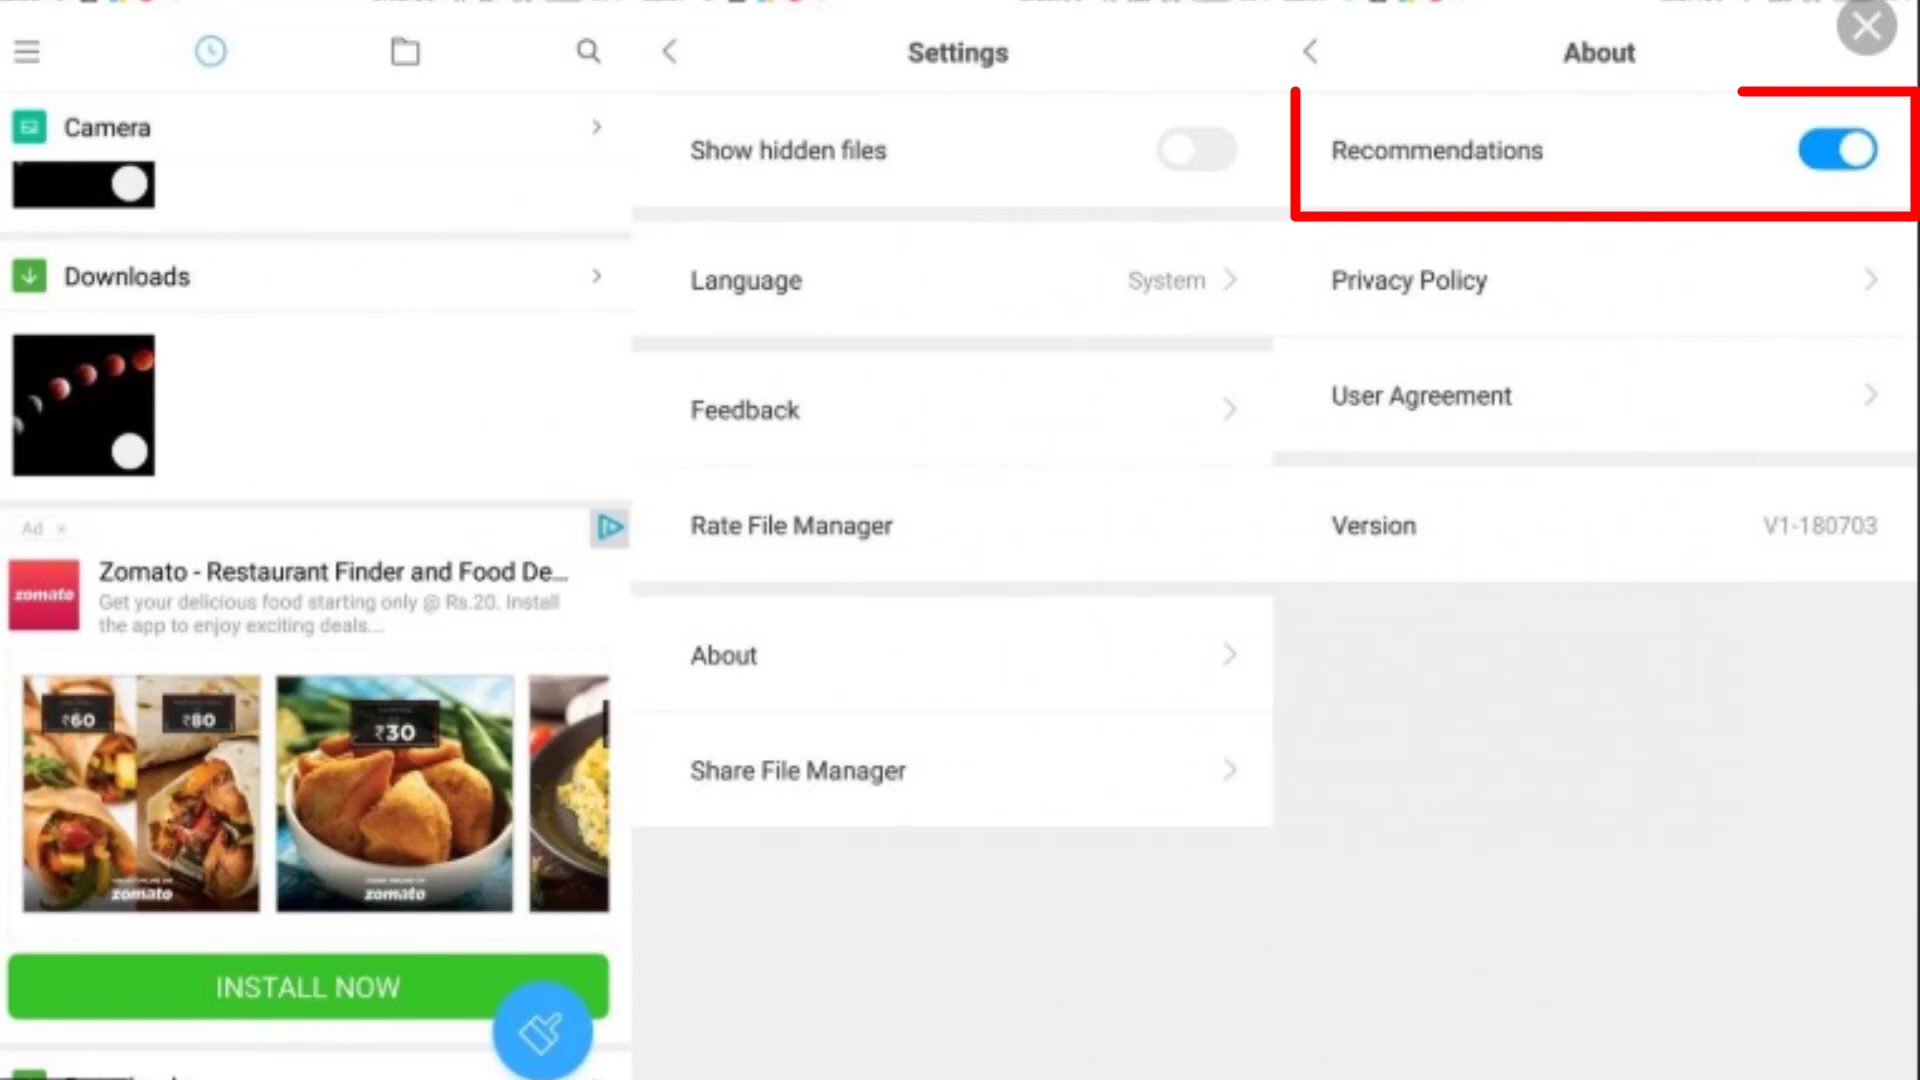 Camera
Downloads
Ad
Zomato - Restaurant Finder and Food De...
zomato
Get your delicious food starting only @ Rs.20. Install
the app to enjoy exciting deals...
₹60
₹80
₹30
zomato
zomato
INSTALL NOW
Settings
Show hidden files
Language
System
Feedback
Rate File Manager
About
Share File Manager
About
Recommendations
Privacy Policy
User Agreement
Version
V1-180703